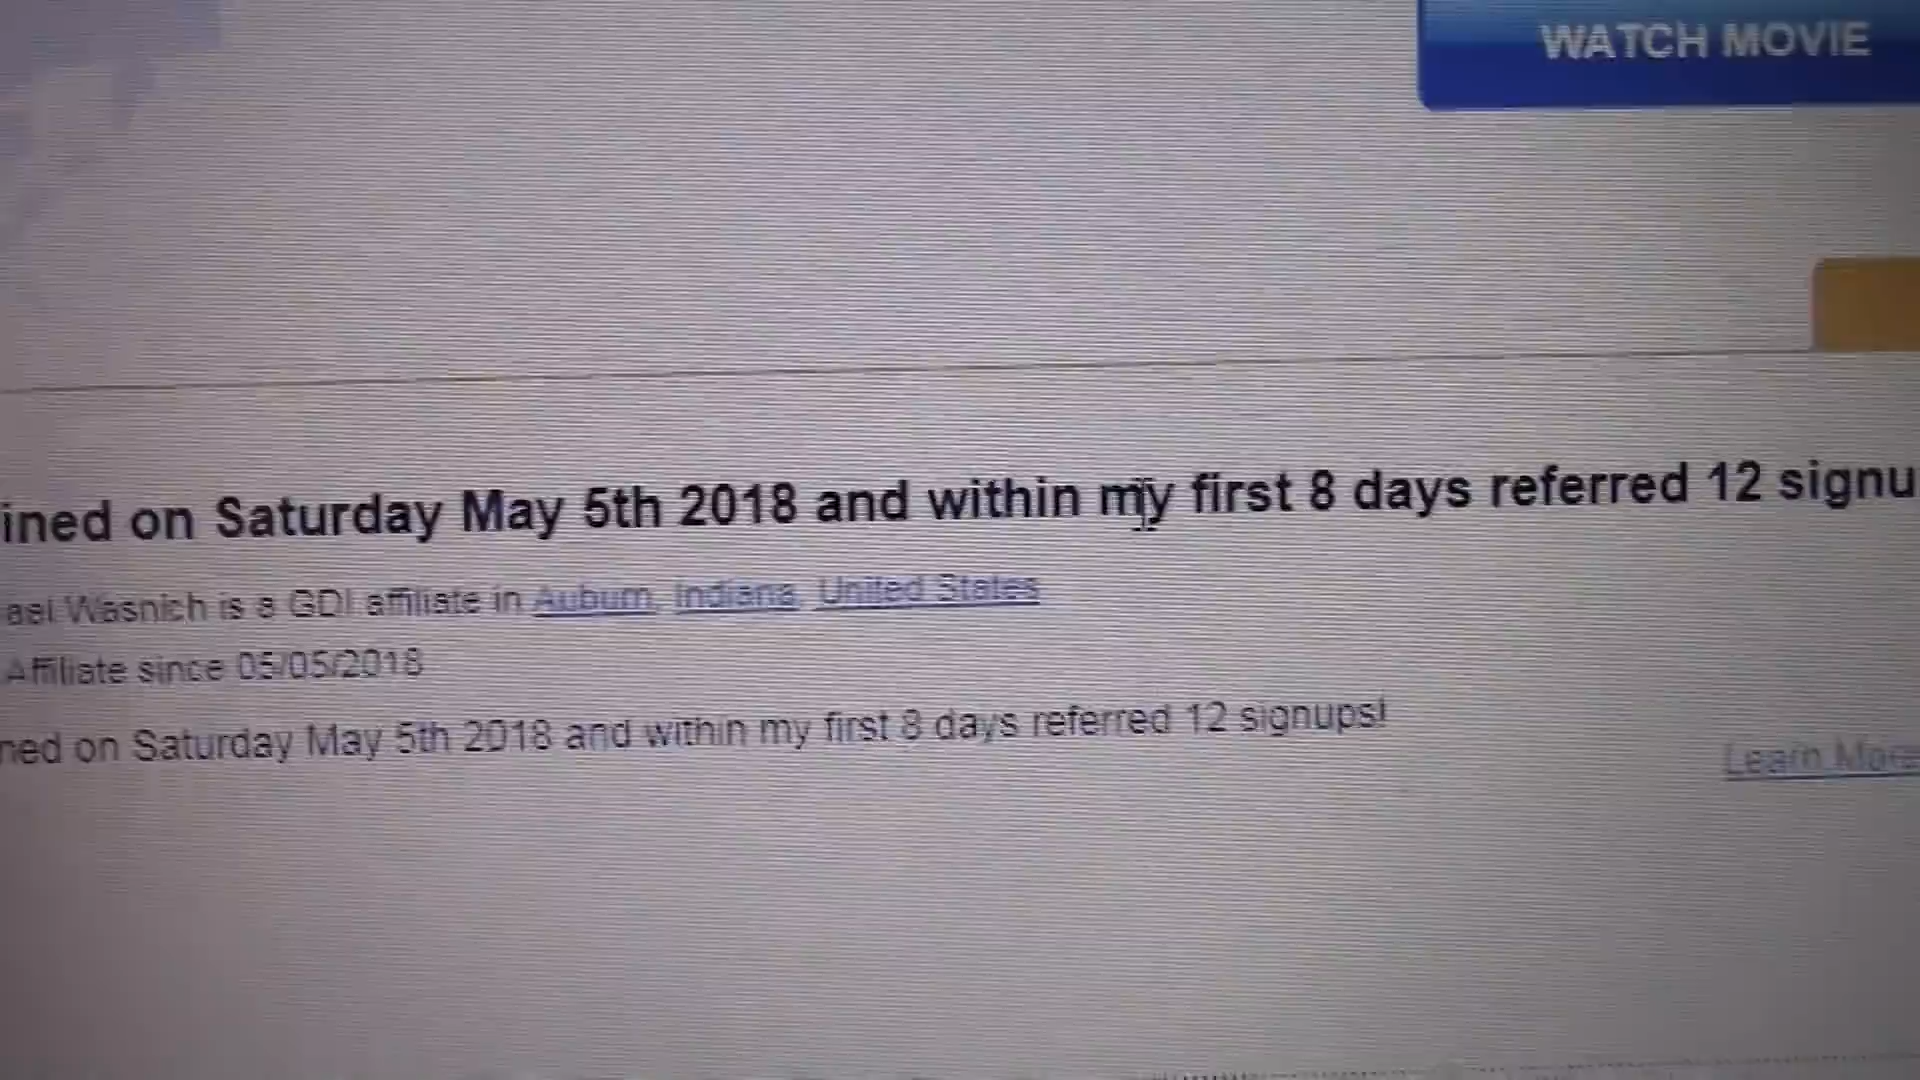 WATCH MOVIE
ined on Saturday May 5th 2018 and within my first 8 days referred 12 signu
ael Wasnich is a GDI affiliate in Auburn, Indiana, United States
Affiliate since 05/05/2018
ned on Saturday May 5th 2018 and within my first 8 days referred 12 signups!
Learn More